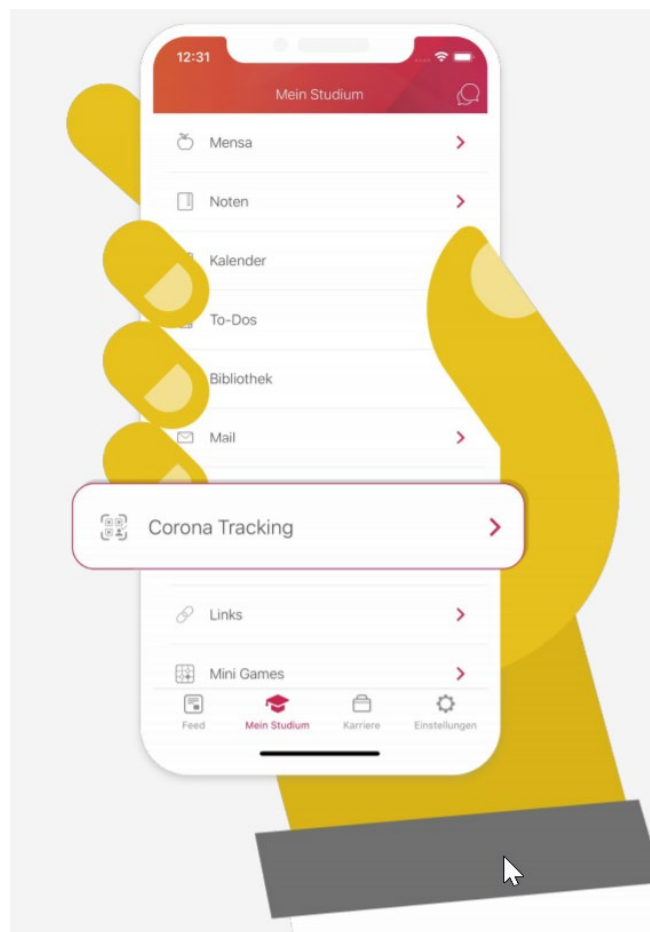 12:31
Mein Studium
Mensa
Noten
Kalender
To-Dos
Bibliothek
Mail
Corona Tracking
Links
Mini Games
Feed Mein Studium Karriere Einstellungen